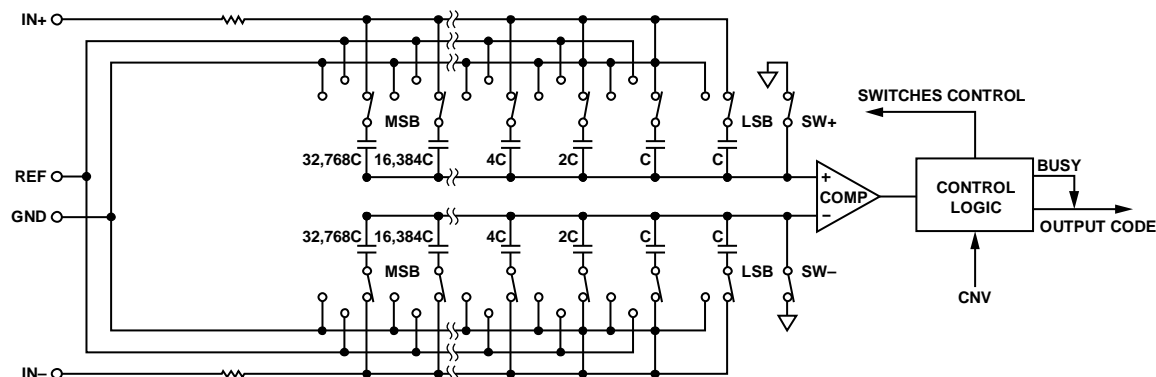 IN+
SWITCHES CONTROL
MSB
LSB SW+
32,768C 16,384C 4C 2C C C
BUSY
REF
+
COMP
CONTROL
LOGIC
GND
–
OUTPUT CODE
32,768C 16,384C 4C 2C C C
MSB
LSB SW–
CNV
IN–